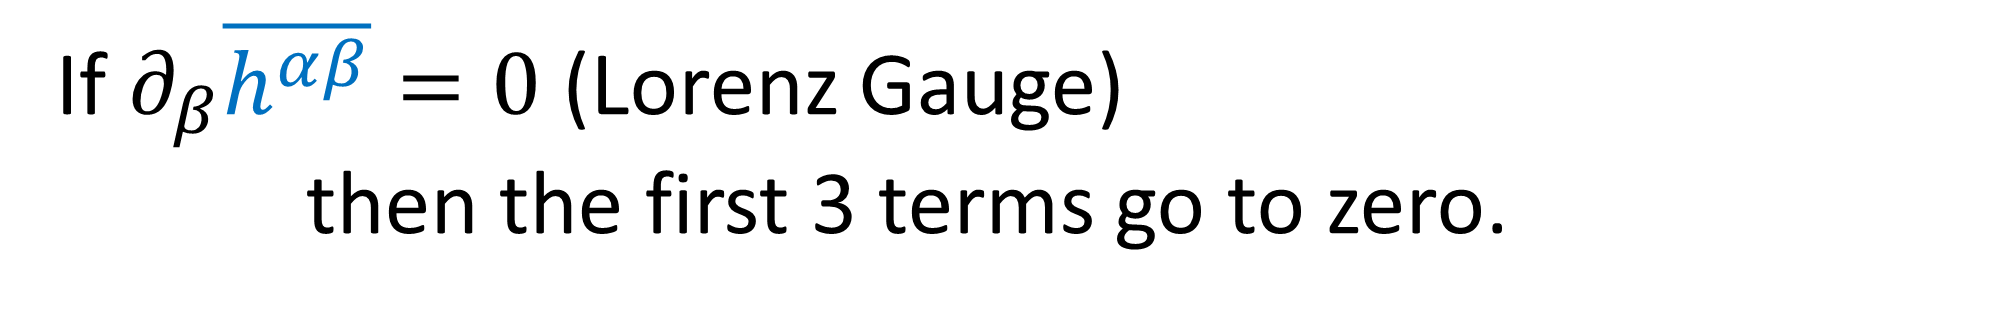 If ∂_β \overline{h^{αβ}} = 0 (Lorenz Gauge)
then the first 3 terms go to zero.